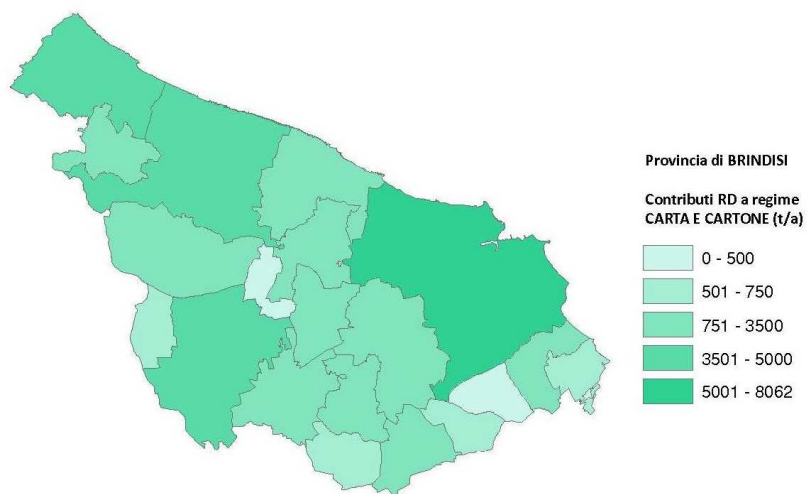 Provincia di BRINDISI
Contributi RD a regime
CARTA E CARTONE (t/a)
0 - 500
501 - 750
751 - 3500
3501 - 5000
5001 - 8062